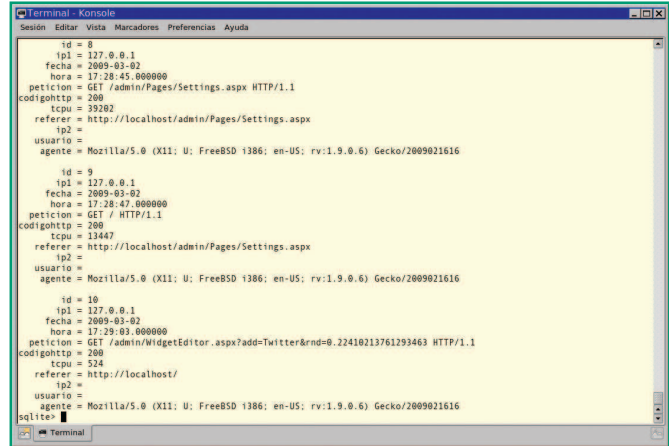 Terminal - Konsole
Sesión Editar Vista Marcadores Preferencias Ayuda
id = 8
ip1 = 127.0.0.1
fecha = 2009-03-02
hora = 17:28:45.000000
peticion = GET /admin/Pages/Settings.aspx HTTP/1.1
codigohttp = 200
tcpu = 39202
referer = http://localhost/admin/Pages/Settings.aspx
ip2 =
usuario =
agente = Mozilla/5.0 (X11; U; FreeBSD i386; en-US; rv:1.9.0.6) Gecko/2009021616
id = 9
ip1 = 127.0.0.1
fecha = 2009-03-02
hora = 17:28:47.000000
peticion = GET / HTTP/1.1
codigohttp = 200
tcpu = 13447
referer = http://localhost/admin/Pages/Settings.aspx
ip2 =
usuario =
agente = Mozilla/5.0 (X11; U; FreeBSD i386; en-US; rv:1.9.0.6) Gecko/2009021616
id = 10
ip1 = 127.0.0.1
fecha = 2009-03-02
hora = 17:29:03.000000
peticion = GET /admin/WidgetEditor.aspx?add=Twitter&rnd=0.22410213761293463 HTTP/1.1
codigohttp = 200
tcpu = 524
referer = http://localhost/
ip2 =
usuario =
agente = Mozilla/5.0 (X11; U; FreeBSD i386; en-US; rv:1.9.0.6) Gecko/2009021616
sqlite>
Terminal